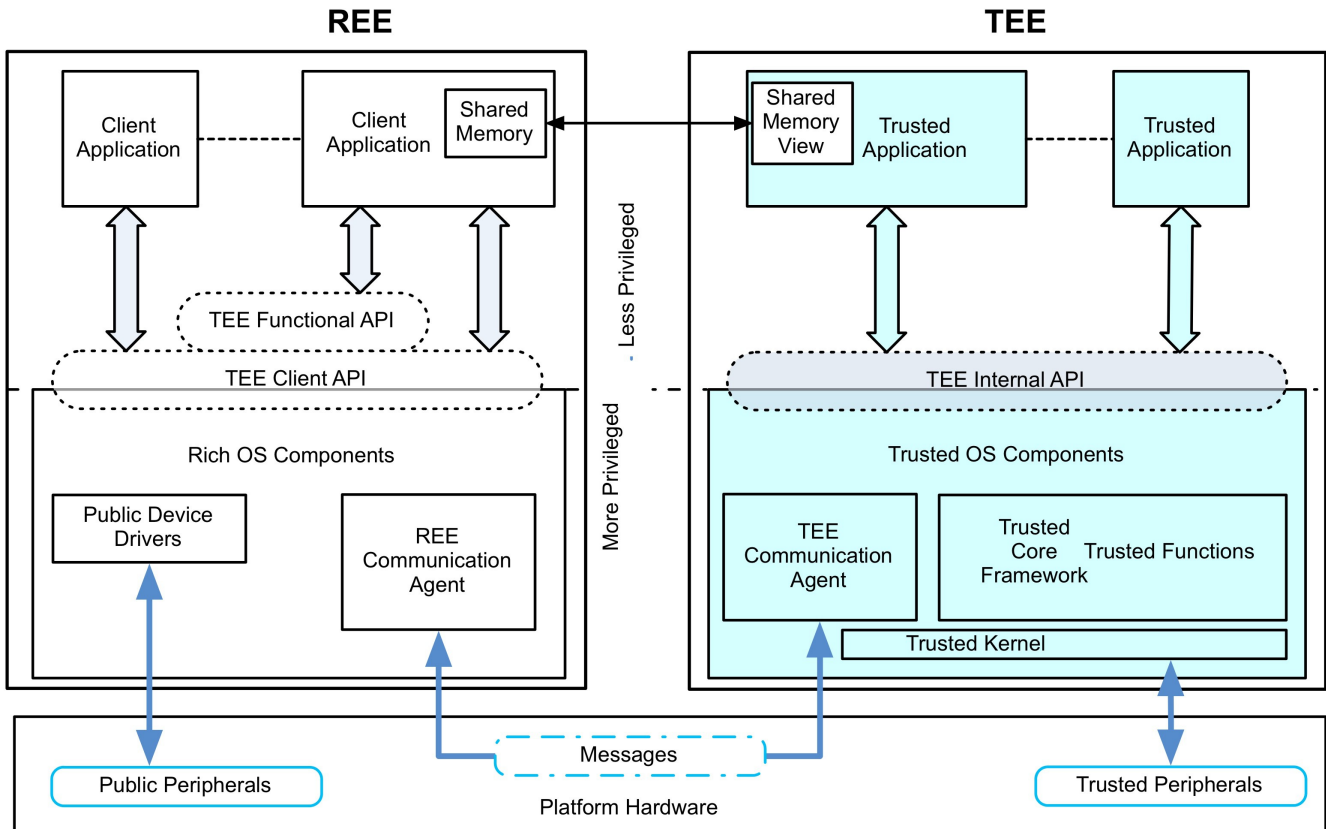 REE
TEE
Client
Application
Client
Application
Shared
Memory
Shared
Memory
View
Trusted
Application
Trusted
Application
Less Privileged
TEE Functional API
TEE Client API
TEE Internal API
More Privileged
Rich OS Components
Trusted OS Components
Public Device
Drivers
REE
Communication
Agent
TEE
Communication
Agent
Trusted
Core
Framework
Trusted Functions
Trusted Kernel
Messages
Public Peripherals
Trusted Peripherals
Platform Hardware